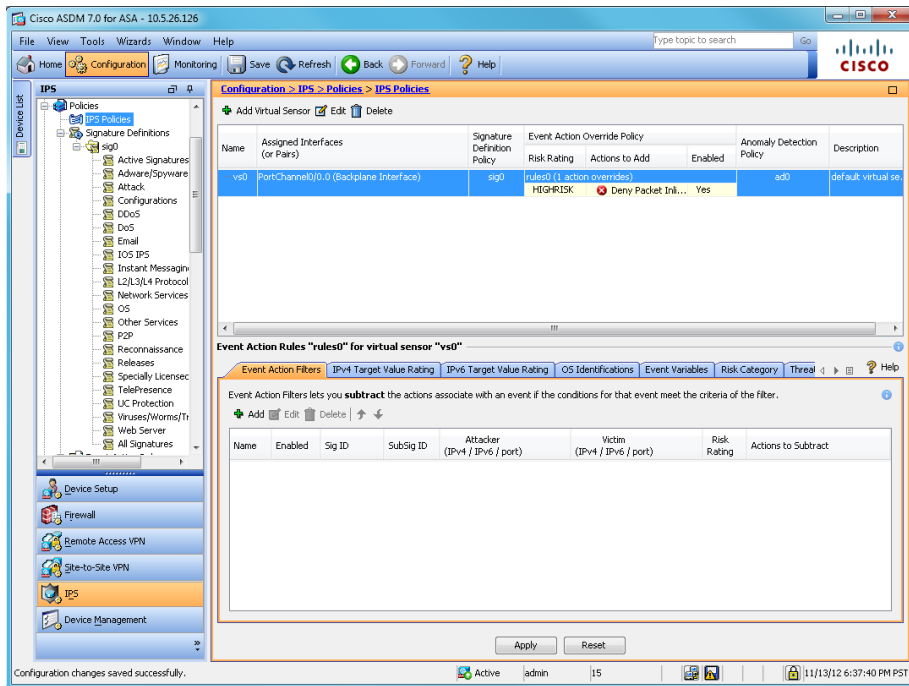 Cisco ASDM 7.0 for ASA - 10.5.26.126
File View Tools Wizards Window Help
Type topic to search Go
Home Configuration Monitoring Save Refresh Back Forward Help
CISCO
Device List
IPS
Policies
IPS Policies
Signature Definitions
sig0
Active Signatures
Adware/Spyware
Attack
Configurations
DDoS
DoS
Email
IOS IPS
Instant Messagin
L2/L3/L4 Protocol
Network Services
OS
Other Services
P2P
Reconnaissance
Releases
Specially Licensec
TelePresence
UC Protection
Viruses/Worms/Tr
Web Server
All Signatures
Device Setup
Firewall
Remote Access VPN
Site-to-Site VPN
IPS
Device Management
Configuration > IPS > Policies > IPS Policies
Add Virtual Sensor Edit Delete
Name Assigned Interfaces (or Pairs) Signature Definition Policy Event Action Override Policy Anomaly Detection Policy Description
Risk Rating Actions to Add Enabled
vs0 PortChannel0/0.0 (Backplane Interface) sig0 rules0 (1 action overrides) ad0 default virtual se..
HIGHRISK Deny Packet Inli... Yes
Event Action Rules "rules0" for virtual sensor "vs0"
Event Action Filters IPv4 Target Value Rating IPv6 Target Value Rating OS Identifications Event Variables Risk Category Threa Help
Event Action Filters lets you subtract the actions associate with an event if the conditions for that event meet the criteria of the filter.
Add Edit Delete
Name Enabled Sig ID SubSig ID Attacker (IPv4 / IPv6 / port) Victim (IPv4 / IPv6 / port) Risk Rating Actions to Subtract
Apply Reset
Configuration changes saved successfully. Active admin 15 11/13/12 6:37:40 PM PST